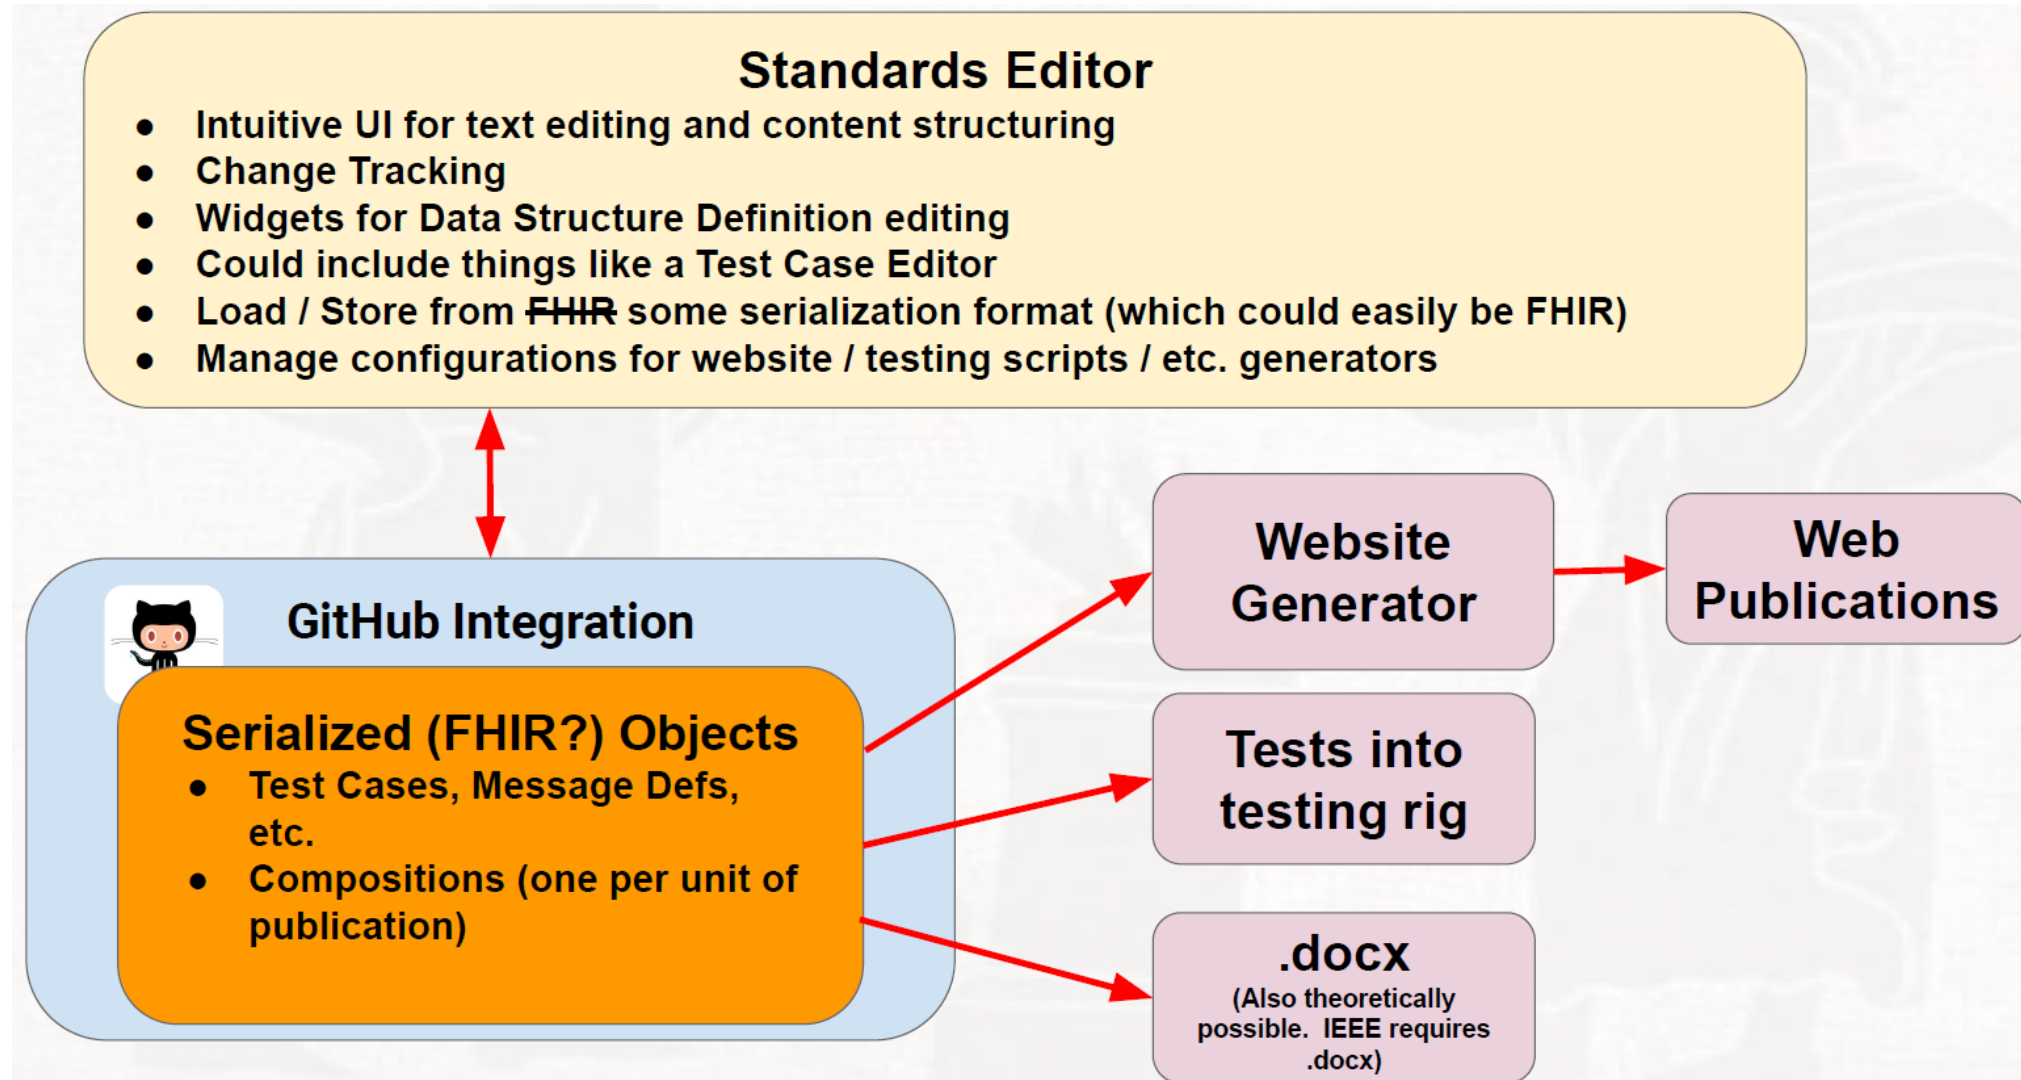 Standards Editor
● Intuitive UI for text editing and content structuring
● Change Tracking
● Widgets for Data Structure Definition editing
● Could include things like a Test Case Editor
● Load / Store from FHIR some serialization format (which could easily be FHIR)
● Manage configurations for website / testing scripts / etc. generators
GitHub Integration
Serialized (FHIR?) Objects
● Test Cases, Message Defs,
etc.
● Compositions (one per unit of
publication)
Website
Generator
Web
Publications
Tests into
testing rig
.docx
(Also theoretically
possible. IEEE requires
.docx)